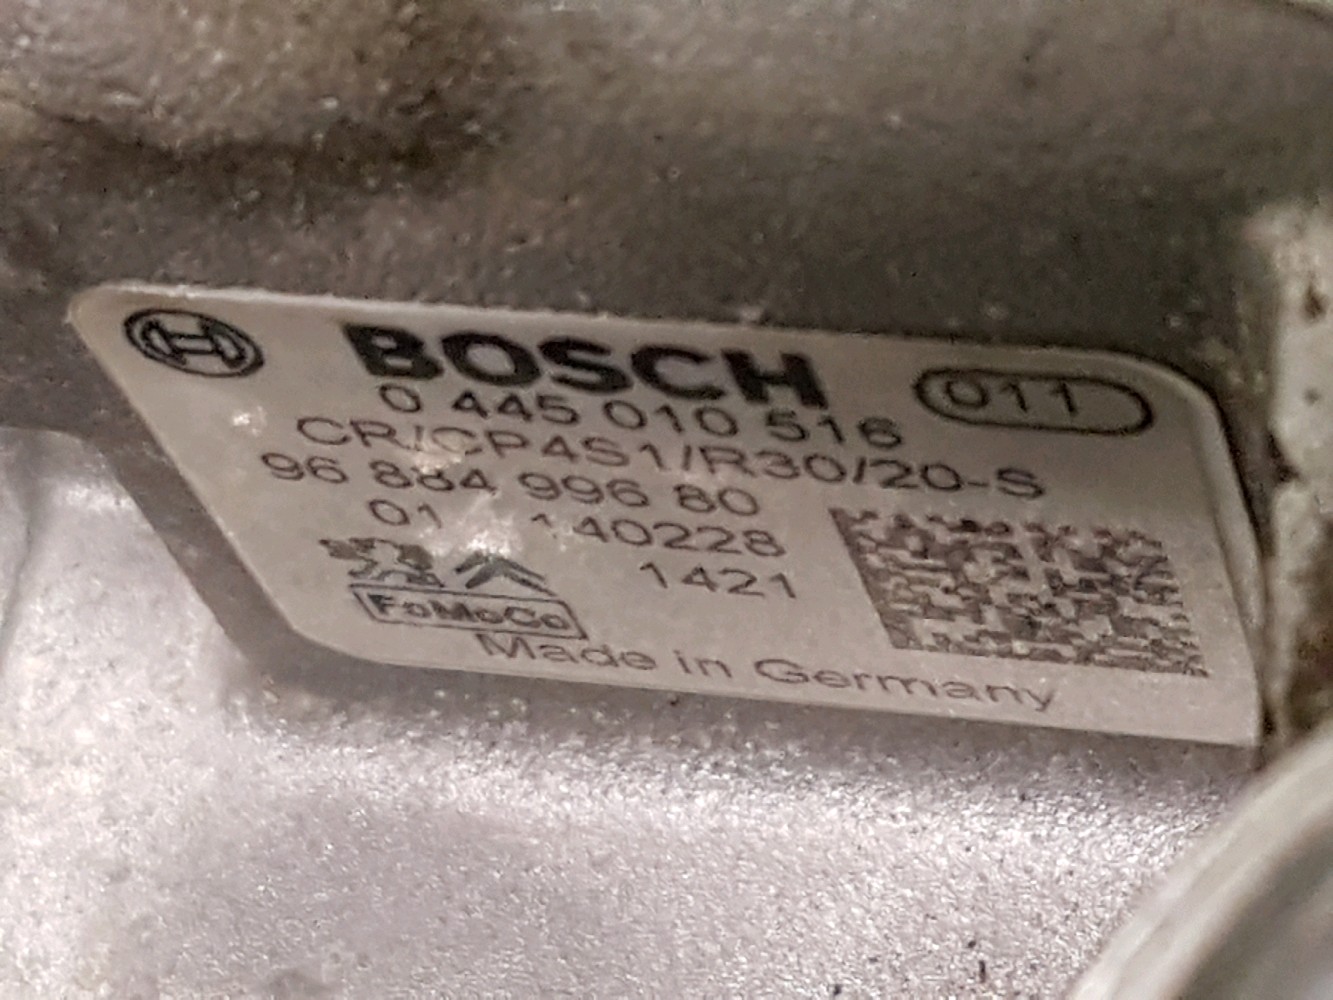 BOSCH 011
0 445 010 516
CR/CP4S1/R30/20-S
96 884 996 80
01 140228
1421
FoMoCo
Made in Germany